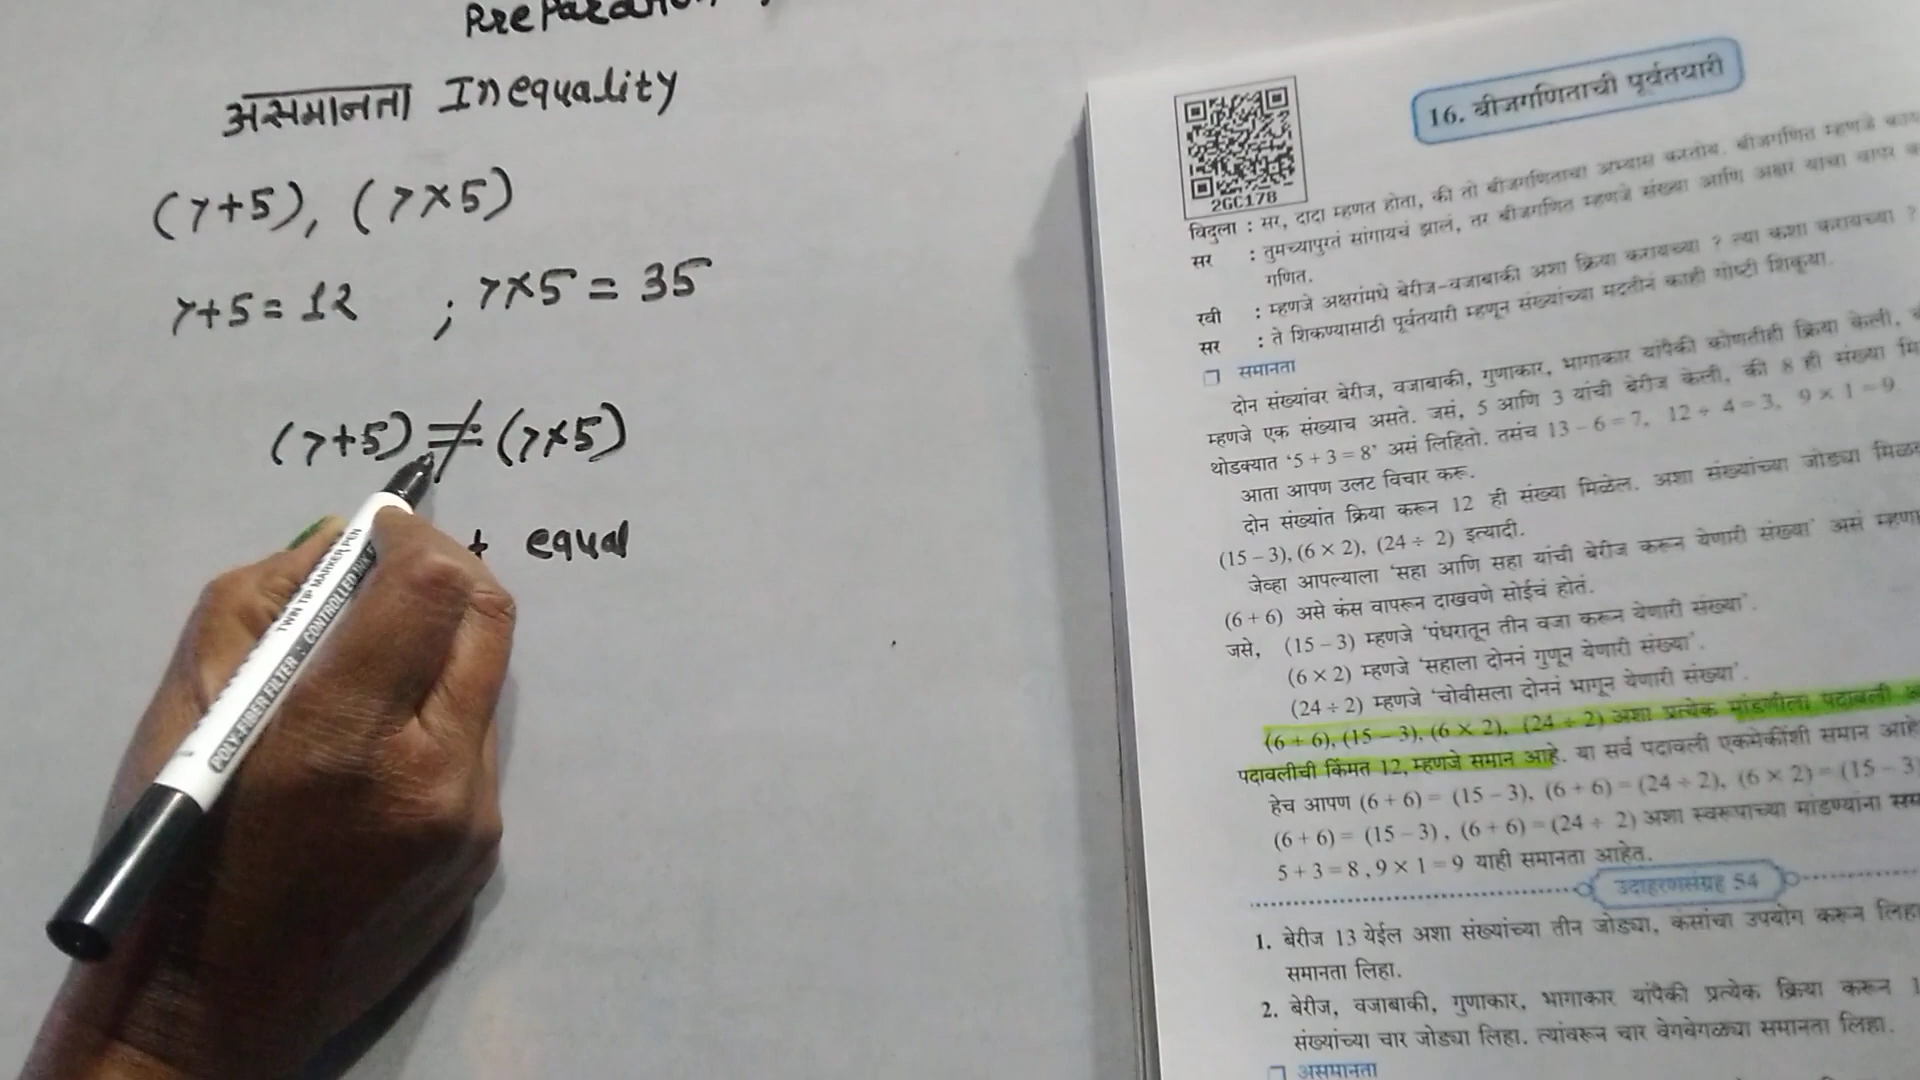 Preparation
असमानता Inequality
(7+5), (7×5)
7+5=12 ; 7×5 = 35
(7+5) ≠ (7×5)
equal
TWIN TIP MARKER PEN
POLY-FIBER FILTER : CONTROLLED INK
2GC17B
16. बीजगणिताची पूर्वतयारी
विदुला : सर, दादा म्हणत होता, की तो बीजगणिताचा अभ्यास करतोय. बीजगणित म्हणजे काय
सर : तुमच्यापुरतं सांगायचं झालं, तर बीजगणित म्हणजे संख्या आणि अक्षर यांचा वापर
गणित.
रवी : म्हणजे अक्षरांमधे बेरीज-वजाबाकी अशा क्रिया करायच्या ? त्या कशा करायच्या ?
सर : ते शिकण्यासाठी पूर्वतयारी म्हणून संख्यांच्या मदतीनं काही गोष्टी शिकूया.
समानता
दोन संख्यांवर बेरीज, वजाबाकी, गुणाकार, भागाकार यांपैकी कोणतीही क्रिया केली,
म्हणजे एक संख्याच असते. जसं, 5 आणि 3 यांची बेरीज केली, की 8 ही संख्या
थोडक्यात '5 + 3 = 8' असं लिहितो. तसंच 13 – 6 = 7, 12 ÷ 4 = 3, 9 × 1 = 9.
आता आपण उलट विचार करू.
दोन संख्यांत क्रिया करून 12 ही संख्या मिळेल. अशा संख्यांच्या जोड्या
(15 – 3), (6 × 2), (24 ÷ 2) इत्यादी.
जेव्हा आपल्याला 'सहा आणि सहा यांची बेरीज करून येणारी संख्या' असं
(6 + 6) असे कंस वापरून दाखवणे सोईचं होतं.
जसे, (15 – 3) म्हणजे 'पंधरातून तीन वजा करून येणारी संख्या'.
(6 × 2) म्हणजे 'सहाला दोननं गुणून येणारी संख्या'.
(24 ÷ 2) म्हणजे 'चोवीसला दोननं भागून येणारी संख्या'.
(6 + 6), (15 – 3), (6 × 2), (24 ÷ 2) अशा प्रत्येक मांडणीला पदावली
पदावलीची किंमत 12, म्हणजे समान आहे. या सर्व पदावली एकमेकींशी समान
हेच आपण (6 + 6) = (15 – 3), (6 + 6) = (24 ÷ 2), (6 × 2) = (15 – 3
(6 + 6) = (15 – 3), (6 + 6) = (24 ÷ 2) अशा स्वरूपाच्या मांडण्यांना
5 + 3 = 8, 9 × 1 = 9 याही समानता आहेत.
उदाहरणसंग्रह 54
1. बेरीज 13 येईल अशा संख्यांच्या तीन जोड्या, कंसांचा उपयोग करून
समानता लिहा.
2. बेरीज, वजाबाकी, गुणाकार, भागाकार यांपैकी प्रत्येक क्रिया करून 1
संख्यांच्या चार जोड्या लिहा. त्यांवरून चार वेगवेगळ्या समानता लिहा.
असमानता